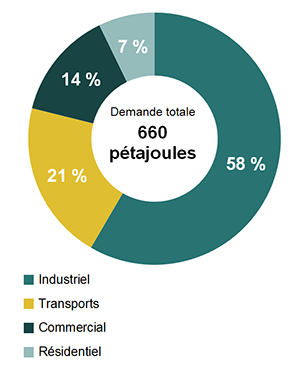 7 %
14 %
Demande totale
660
pétajoules
58 %
21 %
Industriel
Transports
Commercial
Résidentiel